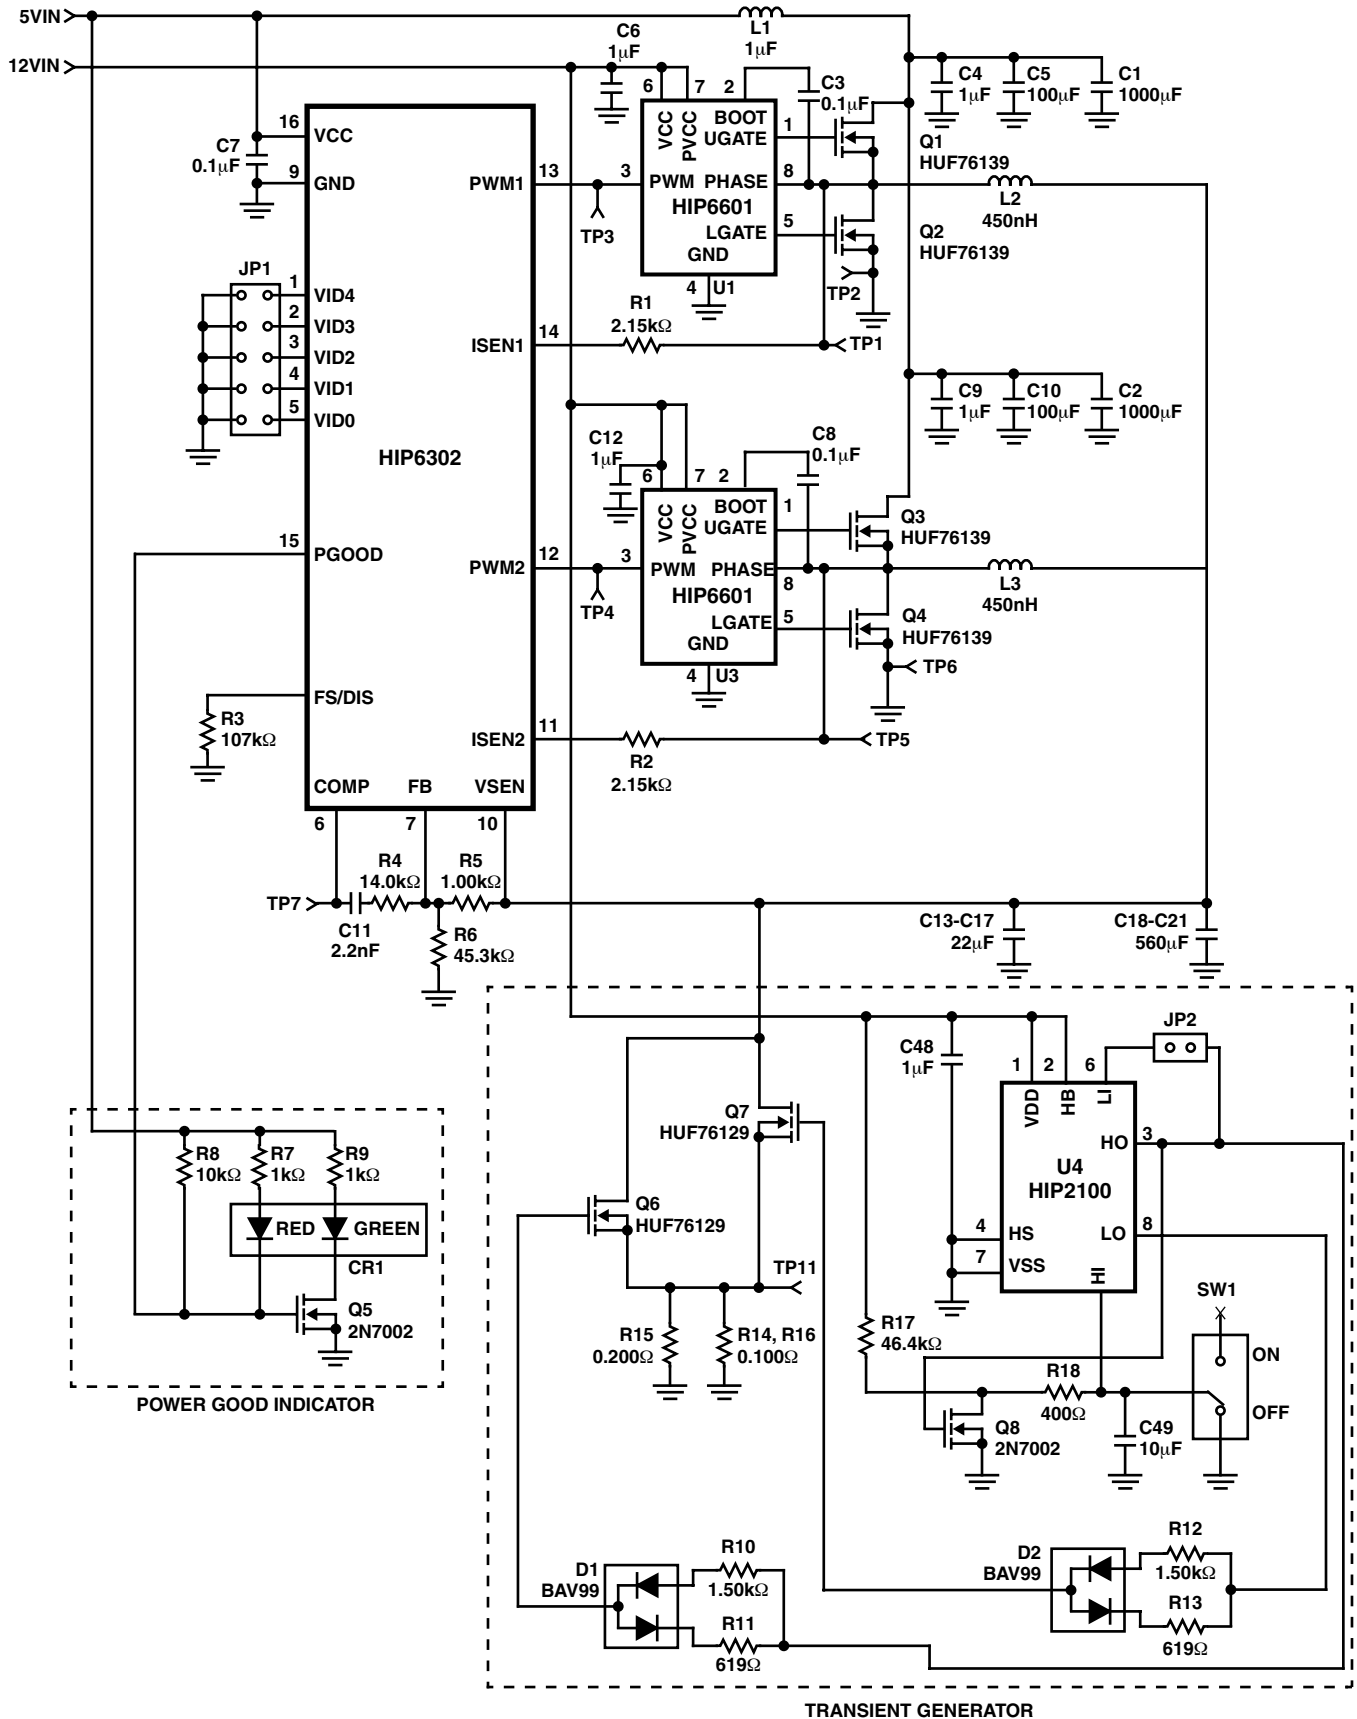 5VIN
12VIN
L1
1μF
C6
1μF
C3
0.1μF
C4
1μF
C5
100μF
C1
1000μF
6
7
2
VCC
PVCC
BOOT
UGATE
1
Q1
HUF76139
C7
0.1μF
16
VCC
9
GND
PWM1
13
3
PWM
PHASE
8
HIP6601
L2
450nH
TP3
LGATE
5
Q2
HUF76139
GND
4
U1
TP2
JP1
1
VID4
2
VID3
3
VID2
4
VID1
5
VID0
R1
2.15kΩ
ISEN1
14
TP1
C9
1μF
C10
100μF
C2
1000μF
HIP6302
C12
1μF
C8
0.1μF
6
7
2
VCC
PVCC
BOOT
UGATE
1
Q3
HUF76139
15
PGOOD
PWM2
12
3
PWM
PHASE
8
HIP6601
L3
450nH
TP4
LGATE
5
Q4
HUF76139
GND
4
U3
TP6
FS/DIS
R3
107kΩ
ISEN2
11
R2
2.15kΩ
TP5
COMP
FB
VSEN
6
7
10
R4
14.0kΩ
R5
1.00kΩ
TP7
C11
2.2nF
R6
45.3kΩ
C13-C17
22μF
C18-C21
560μF
C48
1μF
JP2
1
2
6
VDD
HB
LI
Q7
HUF76129
HO
3
U4
HIP2100
R8
10kΩ
R7
1kΩ
R9
1kΩ
Q6
HUF76129
RED
GREEN
CR1
4
HS
LO
8
7
VSS
HI
TP11
SW1
Q5
2N7002
R15
0.200Ω
R14, R16
0.100Ω
R17
46.4kΩ
ON
R18
400Ω
OFF
POWER GOOD INDICATOR
Q8
2N7002
C49
10μF
D1
BAV99
R10
1.50kΩ
R11
619Ω
D2
BAV99
R12
1.50kΩ
R13
619Ω
TRANSIENT GENERATOR